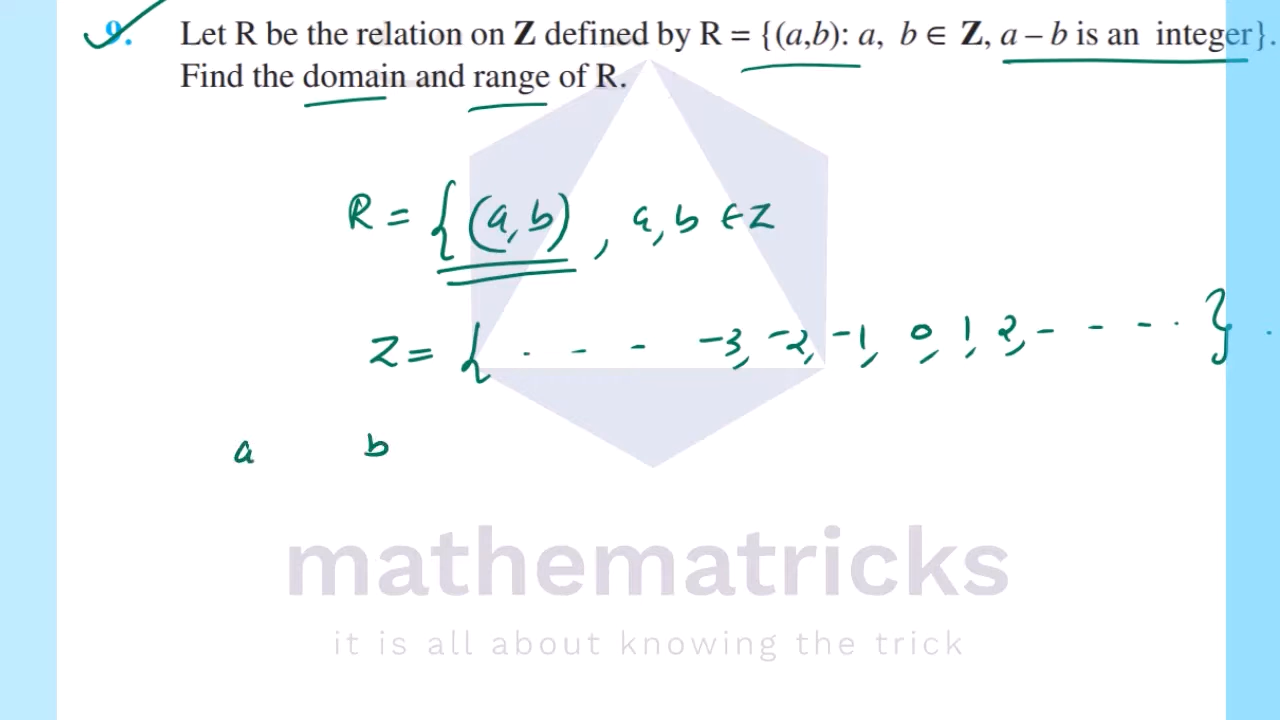 9. Let R be the relation on Z defined by R = {(a,b): a, b ∈ Z, a – b is an integer}.
Find the domain and range of R.
R = {(a, b) , a, b ∈ Z
Z = { . - - -3, -2, -1, 0, 1, 2, - - - . } .
a b
mathematricks
it is all about knowing the trick